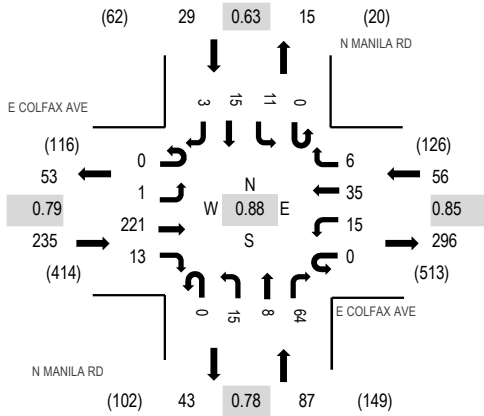 (62) 29 0.63 15 (20)
N MANILA RD
E COLFAX AVE
3 15 11 0
(116) (126)
0 6
53 56
1 N 35
0.79 W 0.88 E 0.85
221 15
235 S 296
13 0
(414) (513)
0 15 8 64
E COLFAX AVE
N MANILA RD
(102) 43 0.78 87 (149)